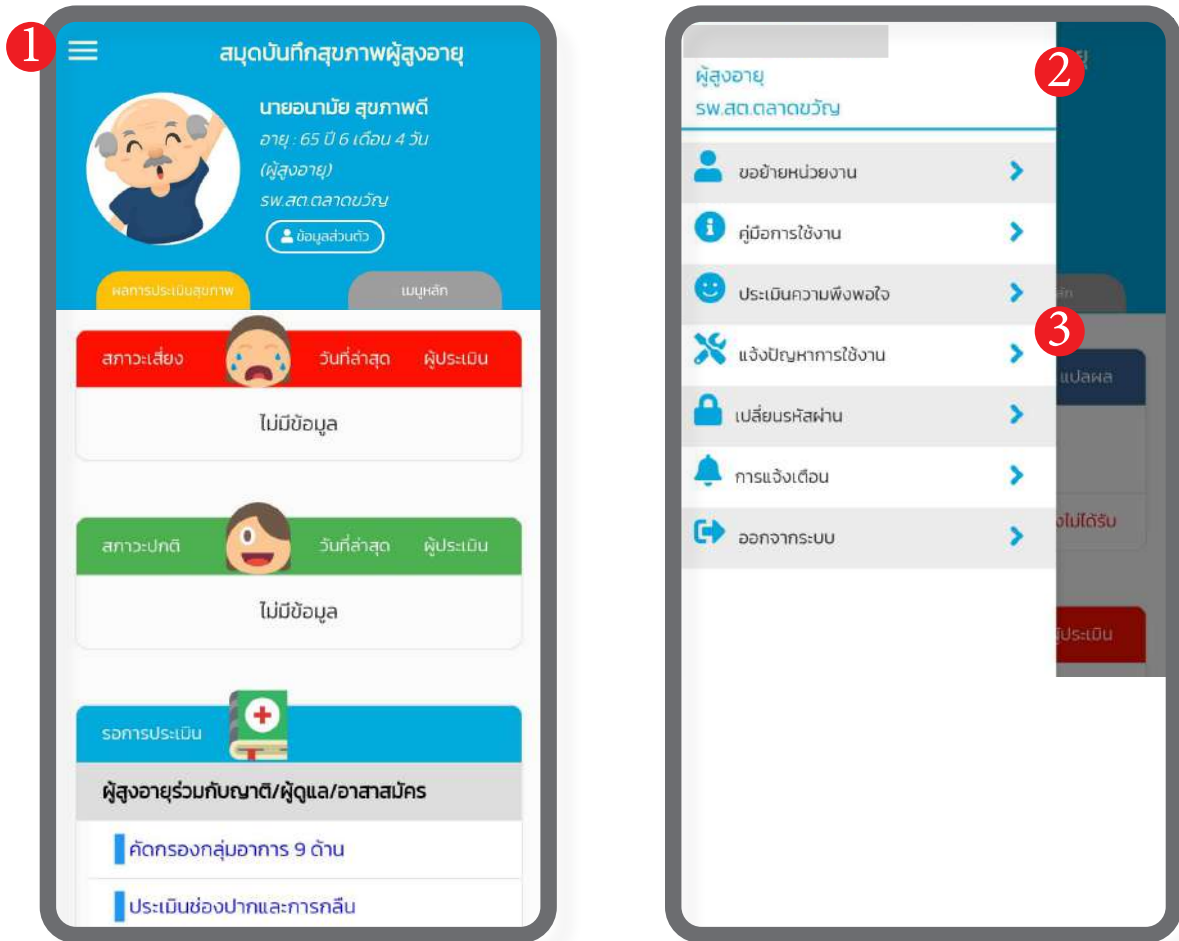 1
สมุดบันทึกสุขภาพผู้สูงอายุ
นายอนามัย สุขภาพดี
อายุ : 65 ปี 6 เดือน 4 วัน
(ผู้สูงอายุ)
รพ.สต.ตลาดขวัญ
ข้อมูลส่วนตัว
ผลการประเมินสุขภาพ เมนูหลัก
สภาวะเสี่ยง วันที่ล่าสุด ผู้ประเมิน
ไม่มีข้อมูล
สภาวะปกติ วันที่ล่าสุด ผู้ประเมิน
ไม่มีข้อมูล
รอการประเมิน
ผู้สูงอายุร่วมกับญาติ/ผู้ดูแล/อาสาสมัคร
คัดกรองกลุ่มอาการ 9 ด้าน
ประเมินช่องปากและการกลืน
2
ผู้สูงอายุ
รพ.สต.ตลาดขวัญ
ขอย้ายหน่วยงาน
คู่มือการใช้งาน
ประเมินความพึงพอใจ
3
แจ้งปัญหาการใช้งาน
เปลี่ยนรหัสผ่าน
การแจ้งเตือน
ออกจากระบบ
แปลผล
ผู้ประเมิน